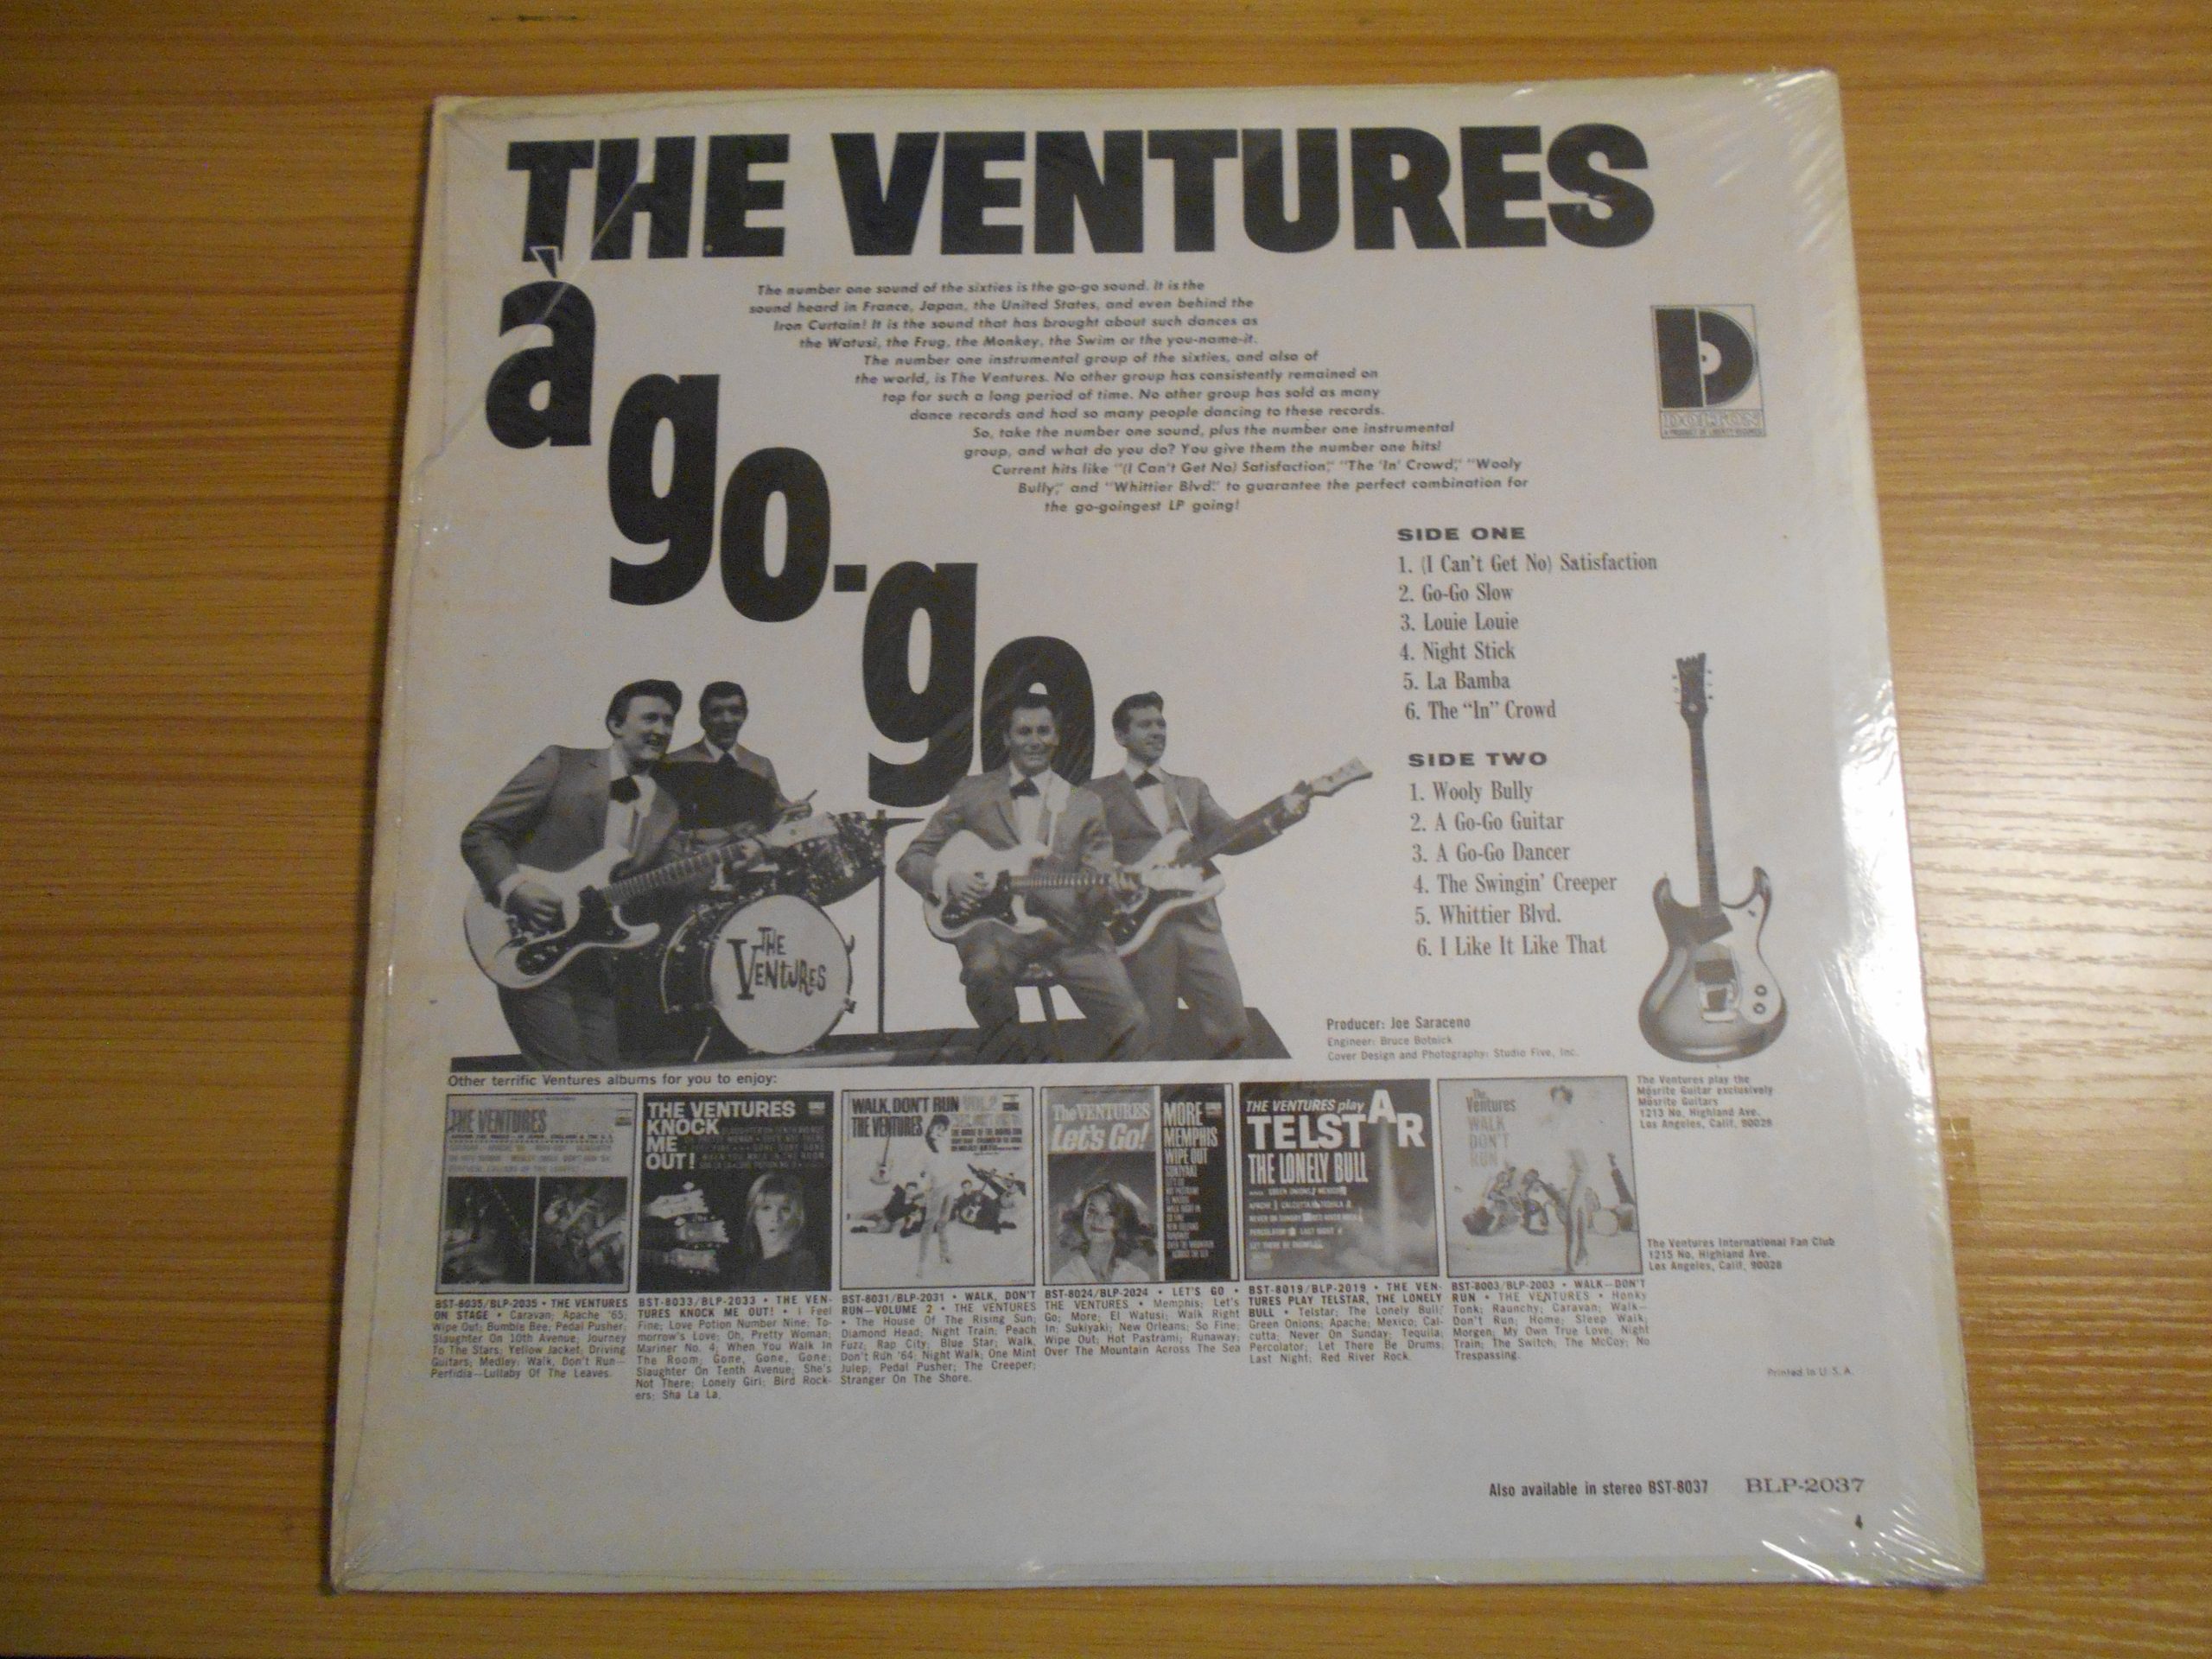 THE VENTURES
à go-go
The number one sound of the sixties is the go-go sound. It is the
sound heard in France, Japan, the United States, and even behind the
Iron Curtain! It is the sound that has brought about such dances as
the Watusi, the Frug, the Monkey, the Swim or the you-name-it.
The number one instrumental group of the sixties, and also of
the world, is The Ventures. No other group has consistently remained on
top for such a long period of time. No other group has sold as many
dance records and had so many people dancing to these records.
So, take the number one sound, plus the number one instrumental
group, and what do you do? You give them the number one hits!
Current hits like "(I Can't Get No) Satisfaction," "The 'In' Crowd," "Wooly
Bully," and "Whittier Blvd." to guarantee the perfect combination for
the go-goingest LP going!
D
DOLTON
A PRODUCT OF LIBERTY RECORDS
SIDE ONE
1. (I Can't Get No) Satisfaction
2. Go-Go Slow
3. Louie Louie
4. Night Stick
5. La Bamba
6. The "In" Crowd
SIDE TWO
1. Wooly Bully
2. A Go-Go Guitar
3. A Go-Go Dancer
4. The Swingin' Creeper
5. Whittier Blvd.
6. I Like It Like That
THE
VENTURES
Producer: Joe Saraceno
Engineer: Bruce Botnick
Cover Design and Photography: Studio Five, Inc.
Other terrific Ventures albums for you to enjoy:
The Ventures play the
Mosrite Guitar exclusively
Mosrite Guitars
1213 No. Highland Ave.
Los Angeles, Calif. 90028
THE VENTURES
THE VENTURES
KNOCK
ME
OUT!
WALK, DON'T RUN VOL. 2
THE VENTURES
The VENTURES
Let's Go!
MORE
MEMPHIS
WIPE OUT
SUKIYAKI
THE VENTURES play
TELSTAR
THE LONELY BULL
The
Ventures
WALK
DON'T
RUN
The Ventures International Fan Club
1215 No. Highland Ave.
Los Angeles, Calif. 90028
BST-8035/BLP-2035 • THE VENTURES
ON STAGE • Caravan; Apache '65;
Wipe Out; Bumble Bee; Pedal Pusher;
Slaughter On 10th Avenue; Journey
To The Stars; Yellow Jacket; Driving
Guitars; Medley: Walk, Don't Run—
Perfidia—Lullaby Of The Leaves.
BST-8033/BLP-2033 • THE VEN-
TURES KNOCK ME OUT! • I Feel
Fine; Love Potion Number Nine; To-
morrow's Love; Oh, Pretty Woman;
Mariner No. 4; When You Walk In
The Room; Gone, Gone, Gone;
Slaughter On Tenth Avenue; She's
Not There; Lonely Girl; Bird Rock-
ers; Sha La La.
BST-8031/BLP-2031 • WALK, DON'T
RUN—VOLUME 2 • THE VENTURES
• The House Of The Rising Sun;
Diamond Head; Night Train; Peach
Fuzz; Rap City; Blue Star; Walk,
Don't Run '64; Night Walk; One Mint
Julep; Pedal Pusher; The Creeper;
Stranger On The Shore.
BST-8024/BLP-2024 • LET'S GO •
THE VENTURES • Memphis; Let's
Go; More; El Watusi; Walk Right
In; Sukiyaki; New Orleans; So Fine;
Wipe Out; Hot Pastrami; Runaway;
Over The Mountain Across The Sea
BST-8019/BLP-2019 • THE VEN-
TURES PLAY TELSTAR, THE LONELY
BULL • Telstar; The Lonely Bull;
Green Onions; Apache; Mexico; Cal-
cutta; Never On Sunday; Tequila;
Percolator; Let There Be Drums;
Last Night; Red River Rock.
BST-8003/BLP-2003 • WALK—DON'T
RUN • THE VENTURES • Honky
Tonk; Raunchy; Caravan; Walk—
Don't Run; Home; Sleep Walk;
Morgen; My Own True Love; Night
Train; The Switch; The McCoy; No
Trespassing.
Printed In U.S.A.
Also available in stereo BST-8037 BLP-2037
4